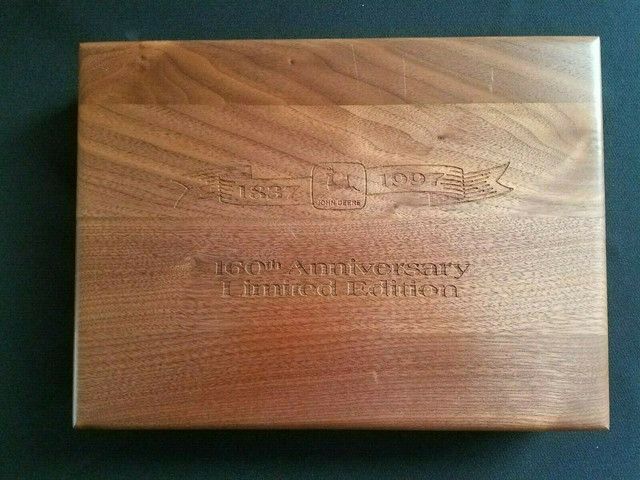 1837 1997
JOHN DEERE
160th Anniversary
Limited Edition